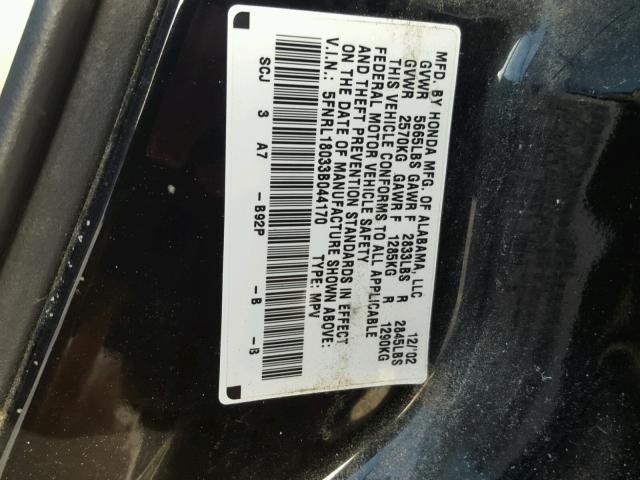 MFD. BY HONDA MFG. OF ALABAMA, LLC 12/'02
GVWR 5665LBS GAWR F 2833LBS R 2845LBS
GVWR 2570KG GAWR F 1285KG R 1290KG
THIS VEHICLE CONFORMS TO ALL APPLICABLE
FEDERAL MOTOR VEHICLE SAFETY
AND THEFT PREVENTION STANDARDS IN EFFECT
ON THE DATE OF MANUFACTURE SHOWN ABOVE:
V.I.N.: 5FNRL18033B044170 TYPE: MPV
SCJ 3 A7 -B92P -B -B